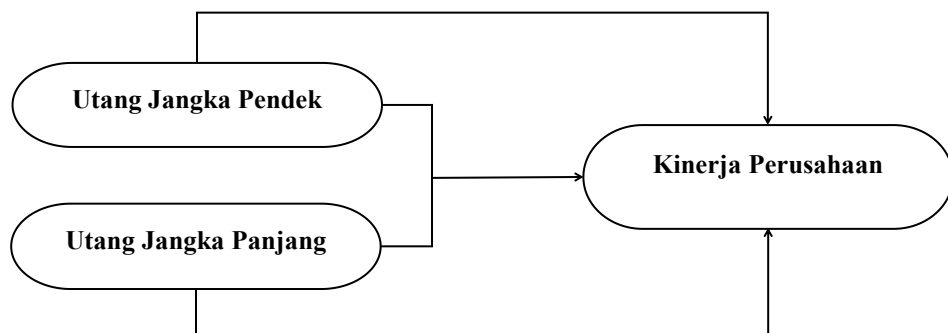 Utang Jangka Pendek
Kinerja Perusahaan
Utang Jangka Panjang